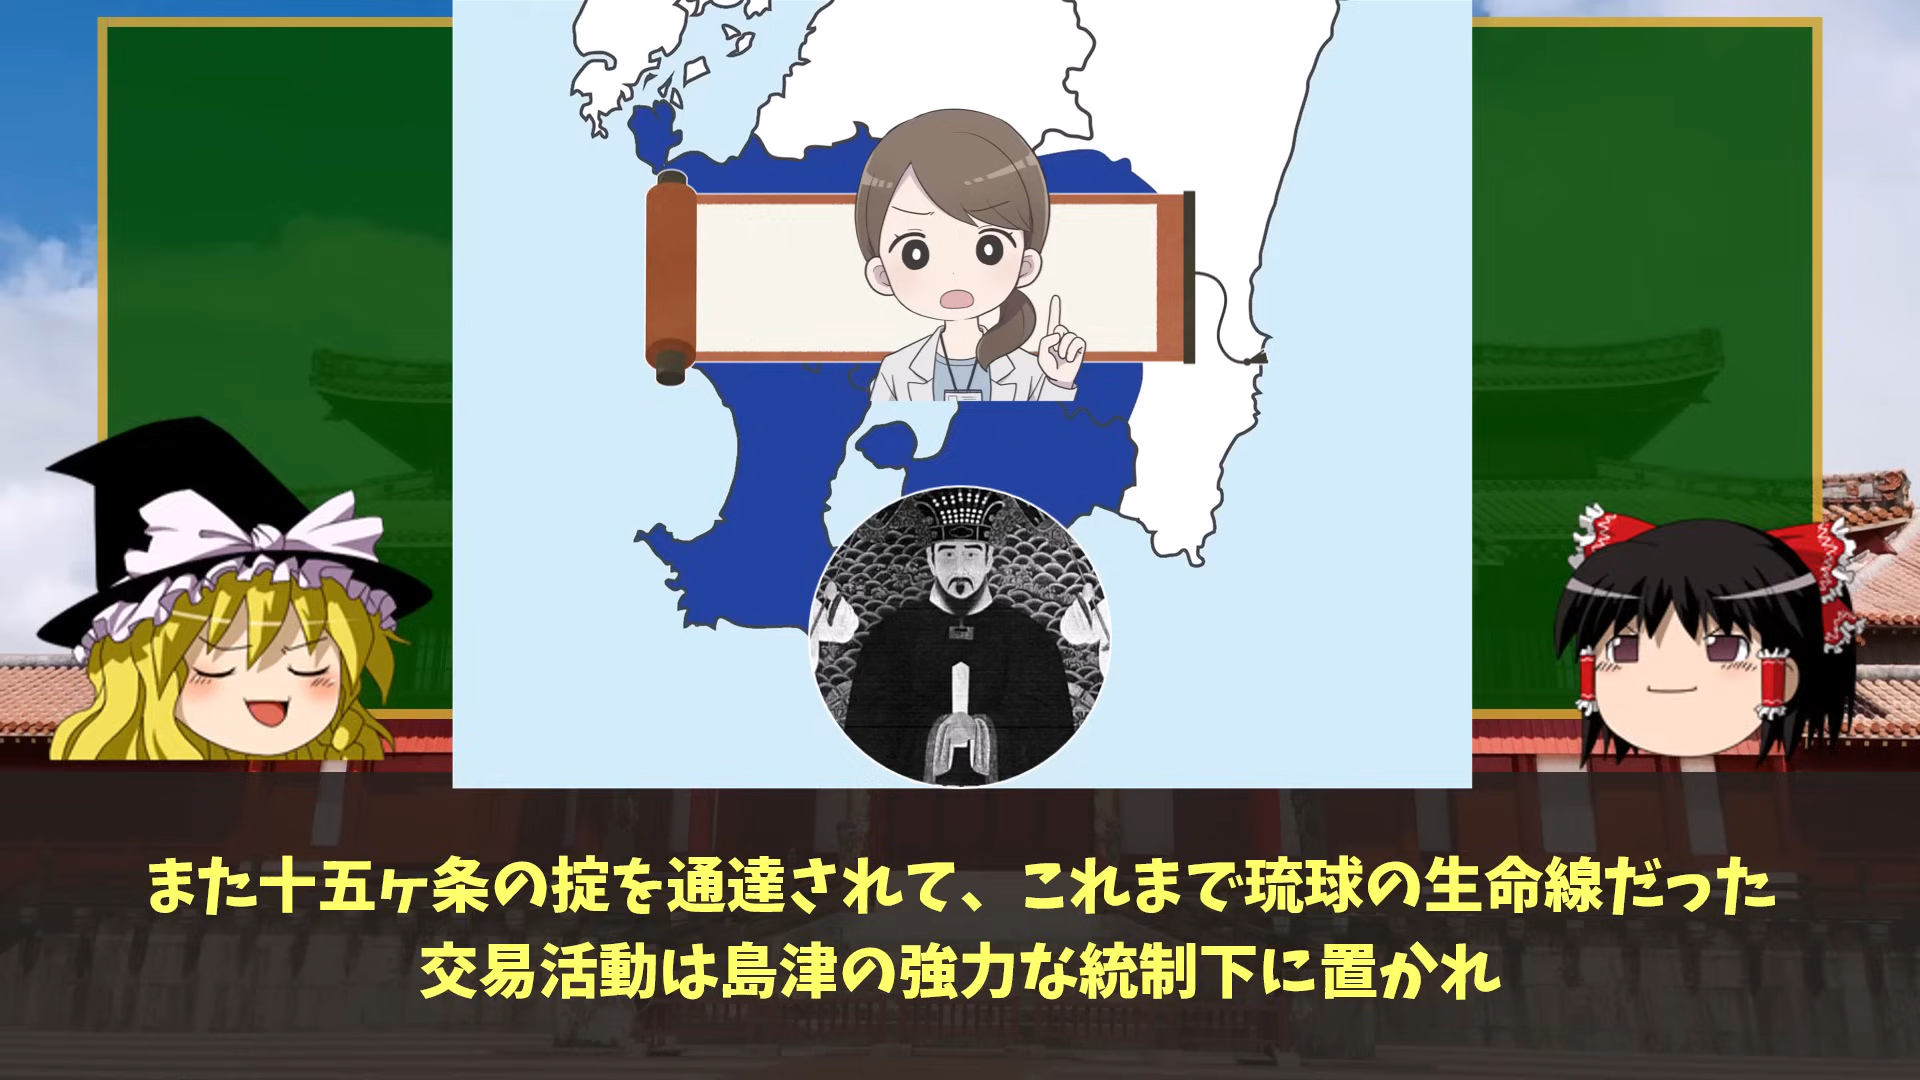 また十五ヶ条の掟を通達されて、これまで琉球の生命線だった
交易活動は島津の強力な統制下に置かれ